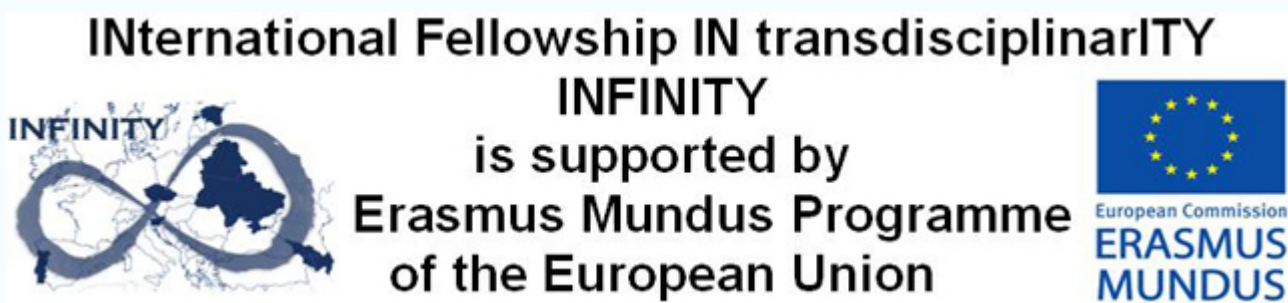 INternational Fellowship IN transdisciplinarITY
INFINITY
INFINITY
is supported by
Erasmus Mundus Programme
of the European Union
European Commission
ERASMUS
MUNDUS